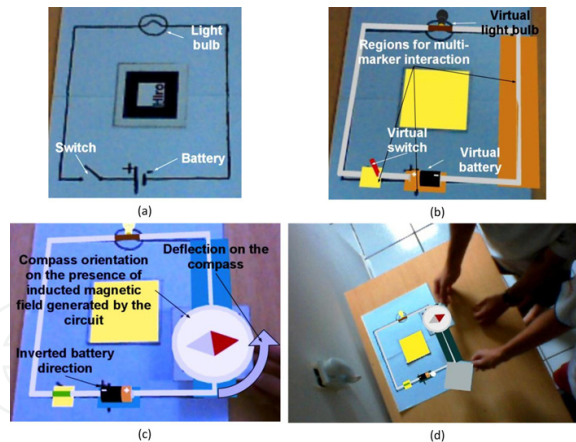 Light
bulb
Hiro
Switch
Battery
(a)
Virtual
light bulb
Regions for multi-
marker interaction
Virtual
switch
Virtual
battery
(b)
Deflection on the
compass
Compass orientation
on the presence of
inducted magnetic
field generated by the
circuit
Inverted battery
direction
(c)
(d)